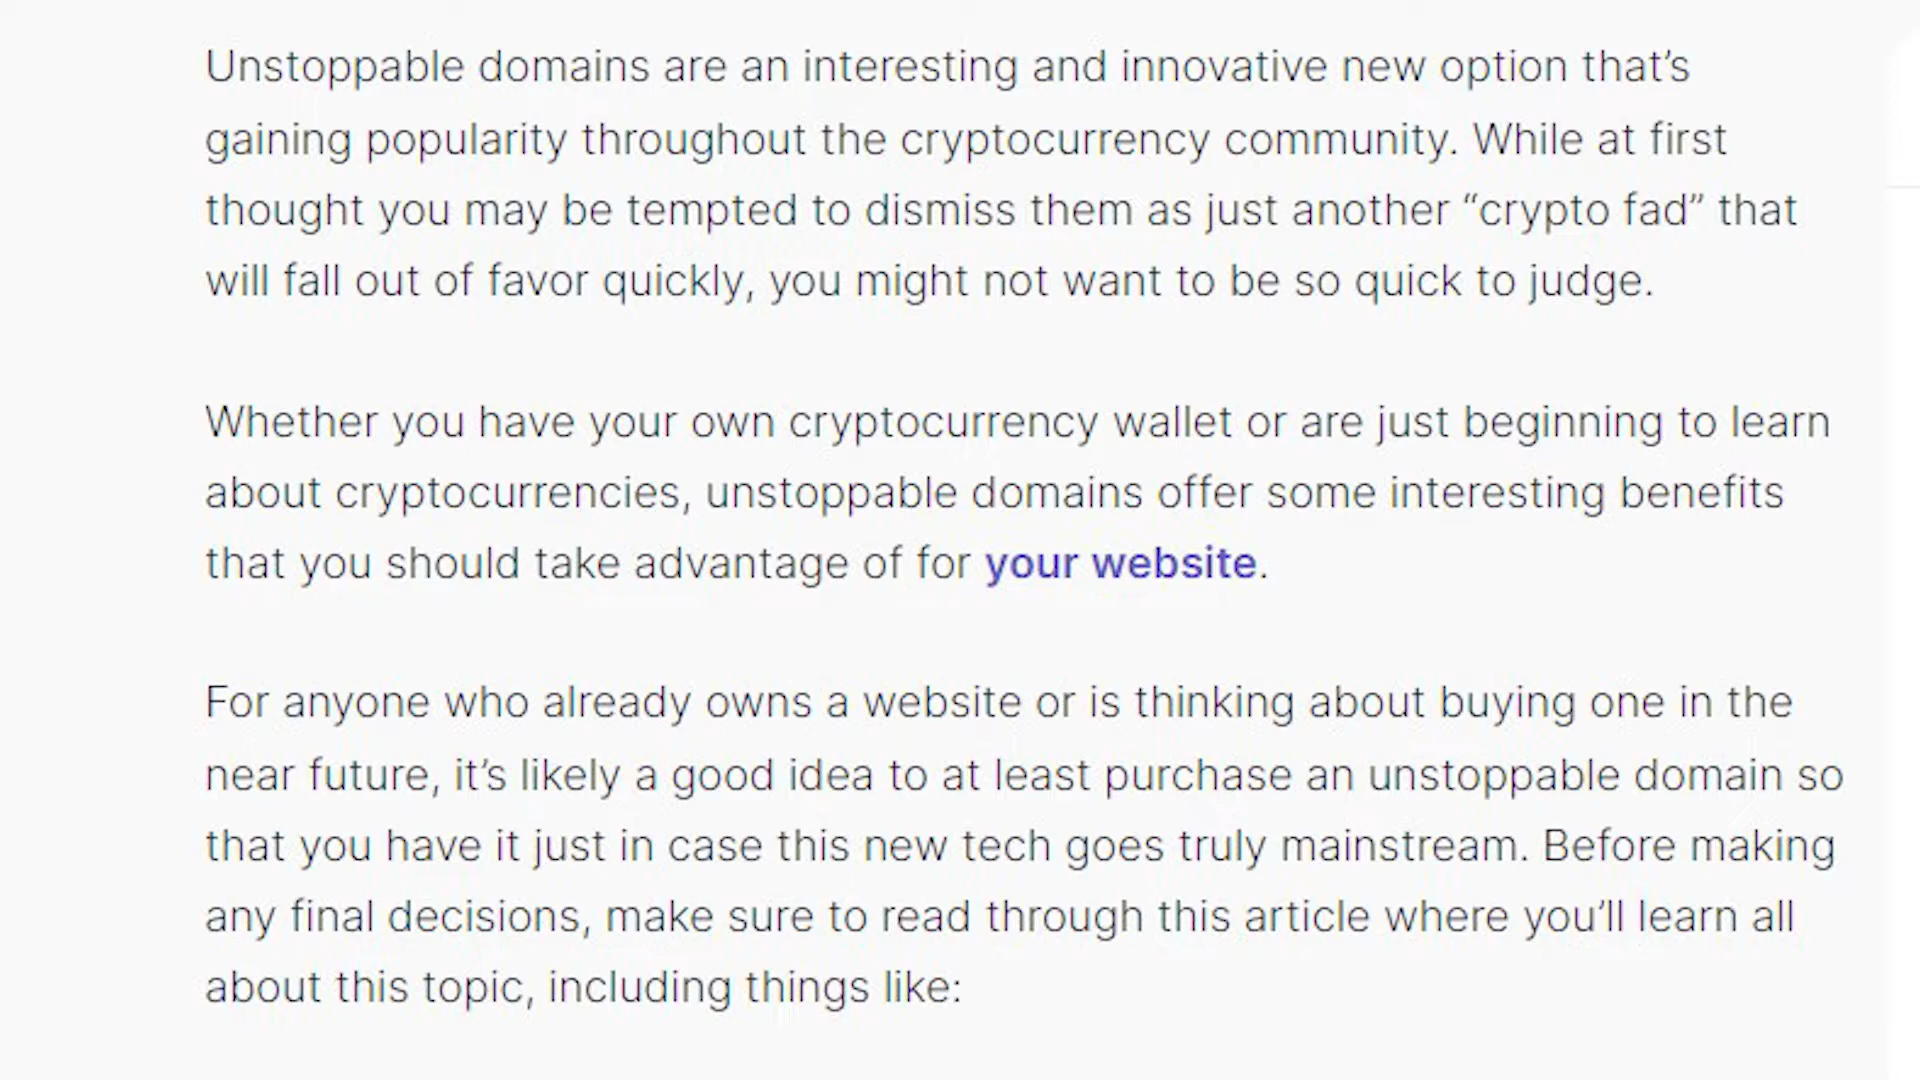 Unstoppable domains are an interesting and innovative new option that’s
gaining popularity throughout the cryptocurrency community. While at first
thought you may be tempted to dismiss them as just another “crypto fad” that
will fall out of favor quickly, you might not want to be so quick to judge.
Whether you have your own cryptocurrency wallet or are just beginning to learn
about cryptocurrencies, unstoppable domains offer some interesting benefits
that you should take advantage of for your website.
For anyone who already owns a website or is thinking about buying one in the
near future, it’s likely a good idea to at least purchase an unstoppable domain so
that you have it just in case this new tech goes truly mainstream. Before making
any final decisions, make sure to read through this article where you’ll learn all
about this topic, including things like: